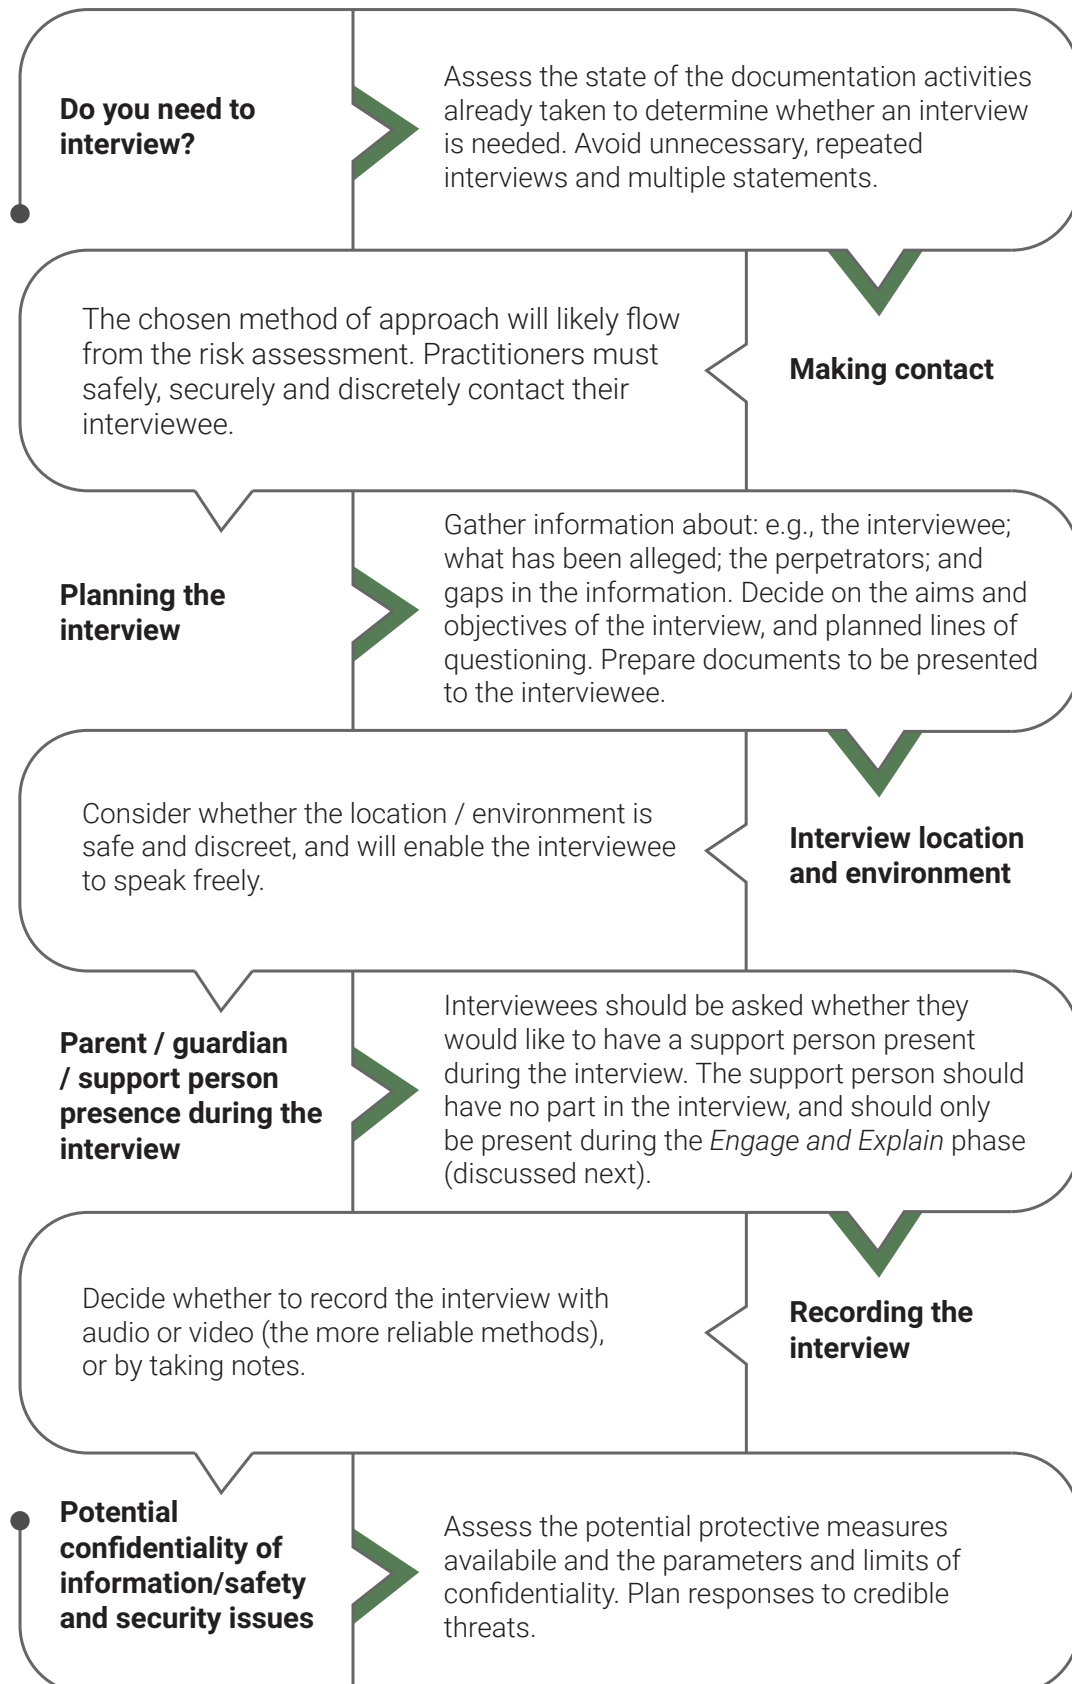 Do you need to
interview?
Assess the state of the documentation activities
already taken to determine whether an interview
is needed. Avoid unnecessary, repeated
interviews and multiple statements.
Making contact
The chosen method of approach will likely flow
from the risk assessment. Practitioners must
safely, securely and discretely contact their
interviewee.
Planning the
interview
Gather information about: e.g., the interviewee;
what has been alleged; the perpetrators; and
gaps in the information. Decide on the aims and
objectives of the interview, and planned lines of
questioning. Prepare documents to be presented
to the interviewee.
Interview location
and environment
Consider whether the location / environment is
safe and discreet, and will enable the interviewee
to speak freely.
Parent / guardian
/ support person
presence during the
interview
Interviewees should be asked whether they
would like to have a support person present
during the interview. The support person should
have no part in the interview, and should only
be present during the Engage and Explain phase
(discussed next).
Recording the
interview
Decide whether to record the interview with
audio or video (the more reliable methods),
or by taking notes.
Potential
confidentiality of
information/safety
and security issues
Assess the potential protective measures
availabile and the parameters and limits of
confidentiality. Plan responses to credible
threats.